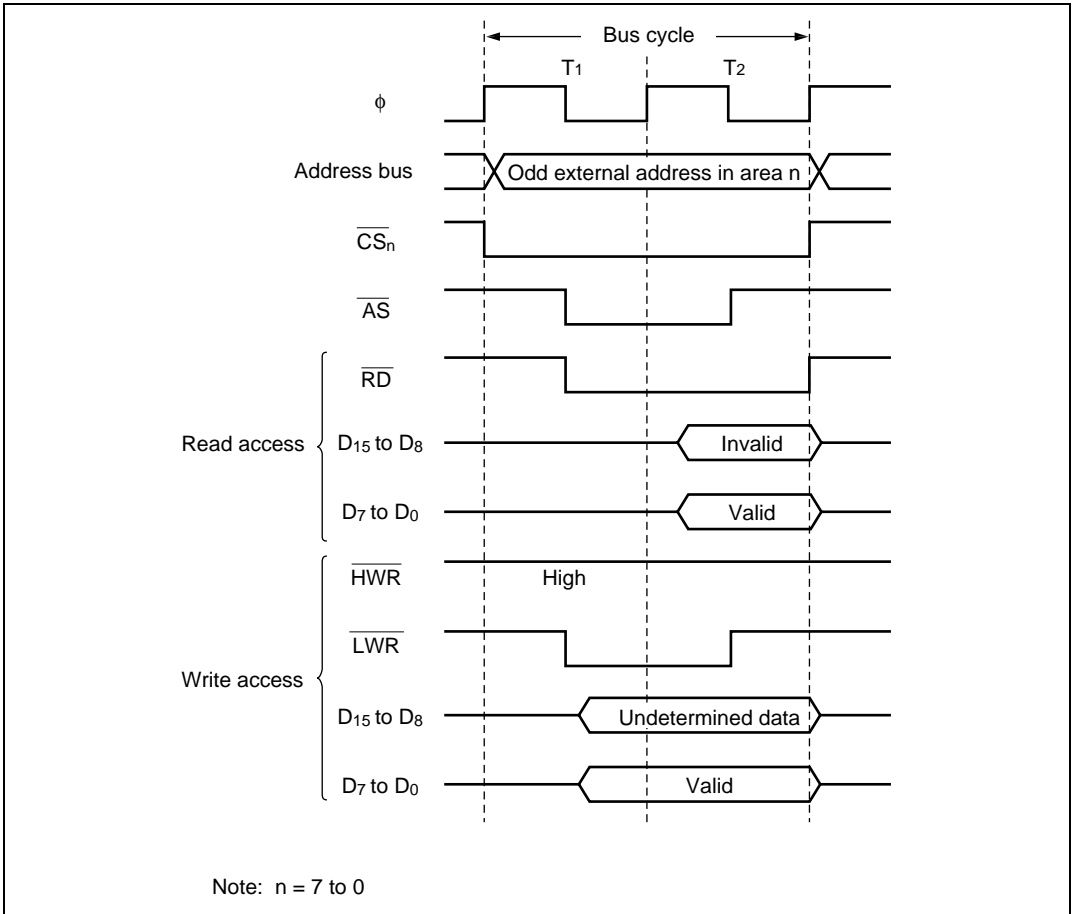 Bus cycle
T1 T2
φ
Address bus Odd external address in area n
CSn
AS
RD
Read access D15 to D8 Invalid
D7 to D0 Valid
HWR High
LWR
Write access
D15 to D8 Undetermined data
D7 to D0 Valid
Note: n = 7 to 0